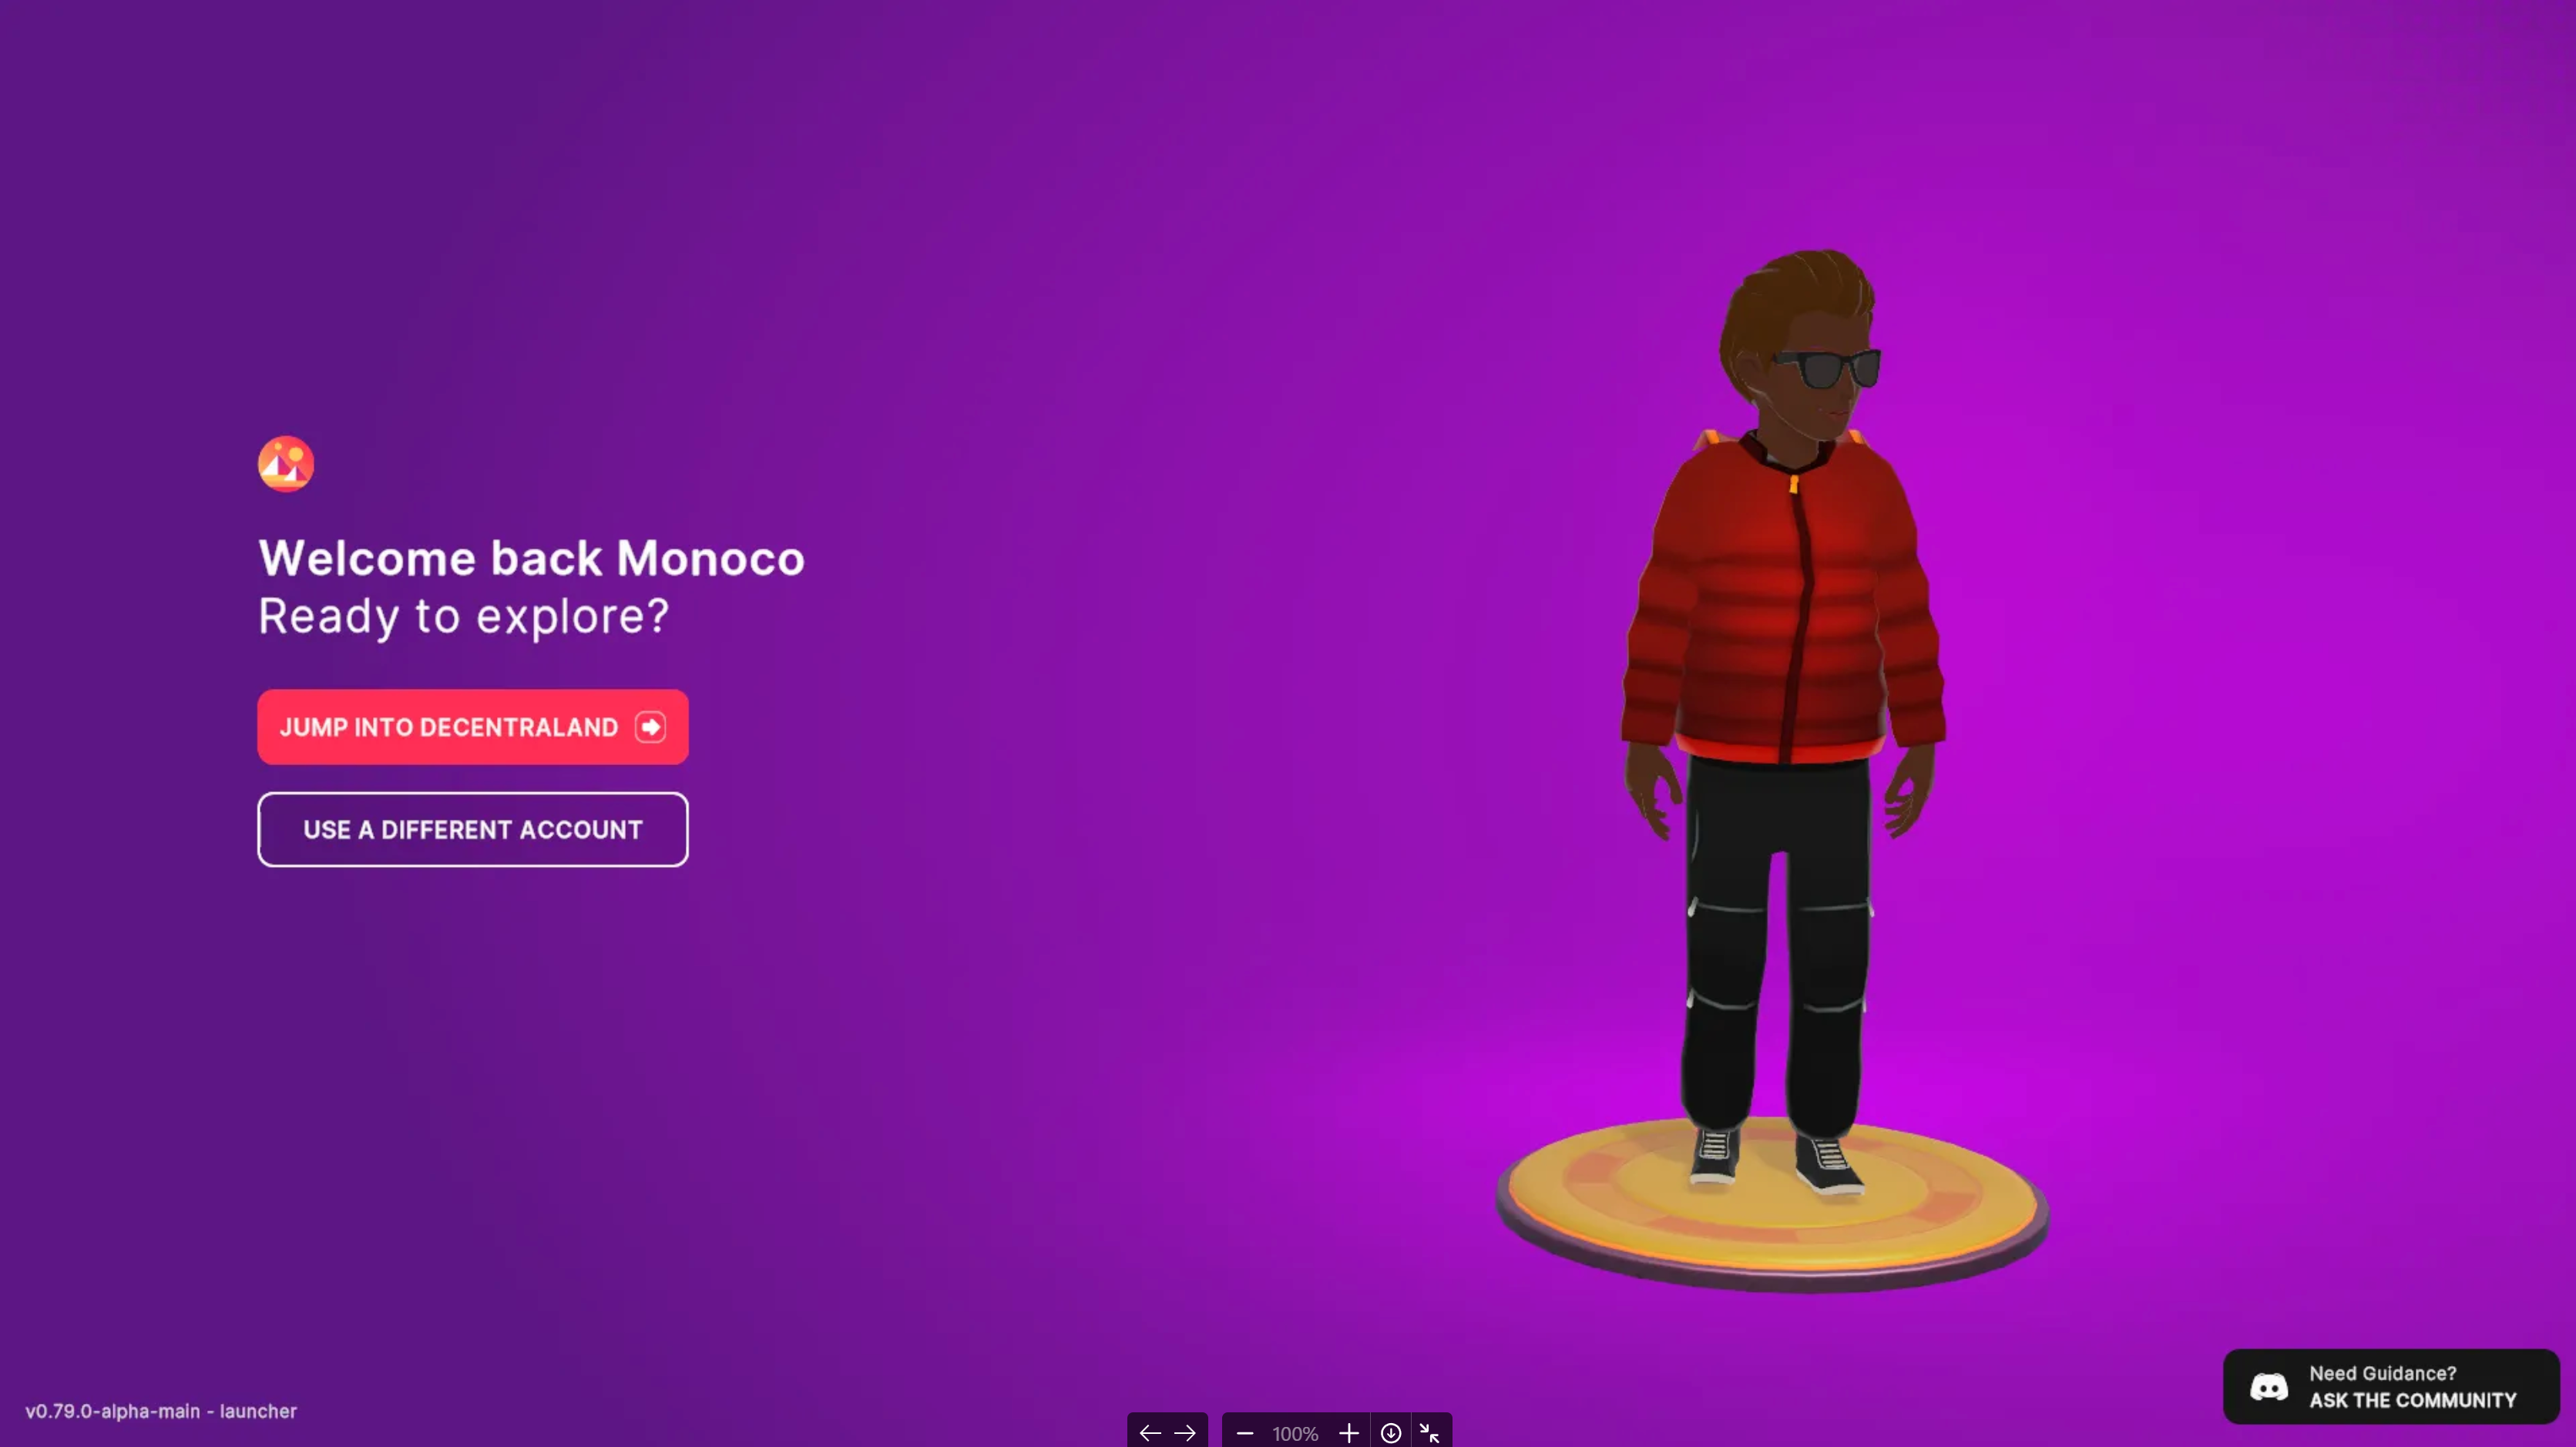 Welcome back Monoco
Ready to explore?
JUMP INTO DECENTRALAND
USE A DIFFERENT ACCOUNT
v0.79.0-alpha-main - launcher
100%
Need Guidance?
ASK THE COMMUNITY